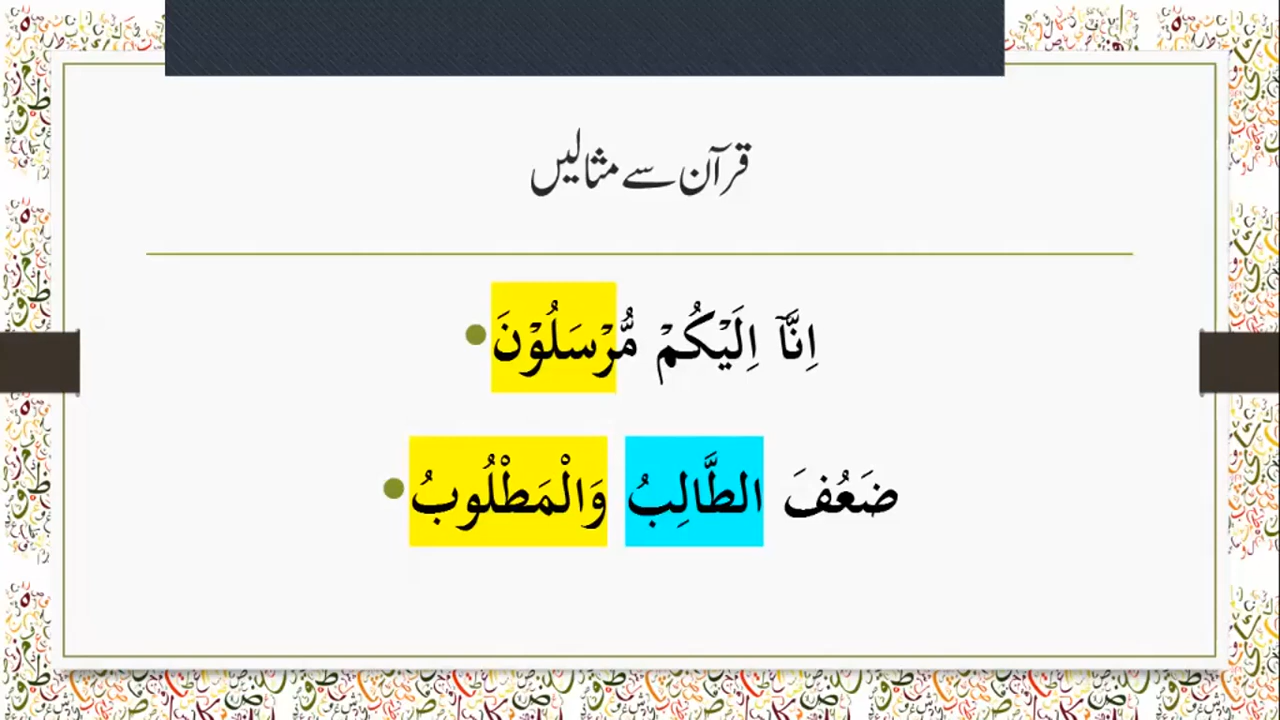 قرآن سے مثالیں
اِنَّآ اِلَيْكُمْ مُّرْسَلُوْنَ
ضَعُفَ الطَّالِبُ وَالْمَطْلُوبُ